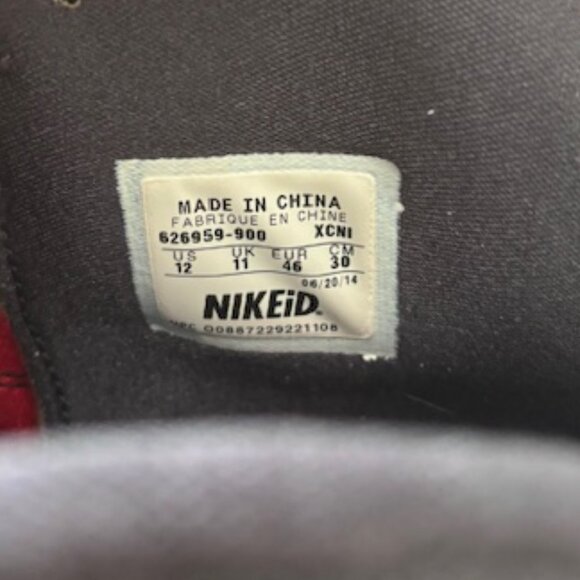 MADE IN CHINA
FABRIQUE EN CHINE
626959-900 XCNI
US UK EUR CM
12 11 46 30
06/20/14
NIKEiD.
UPC 00887229221108